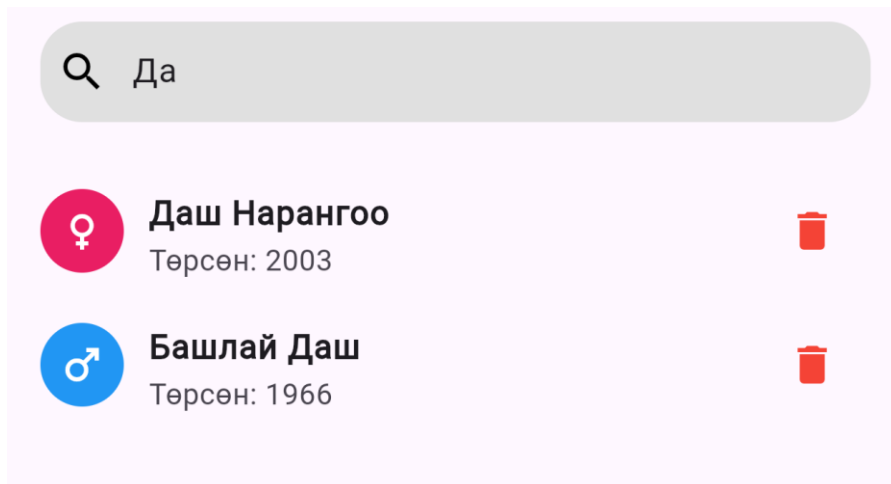 Да
Даш Нарангоо
Төрсөн: 2003
Башлай Даш
Төрсөн: 1966